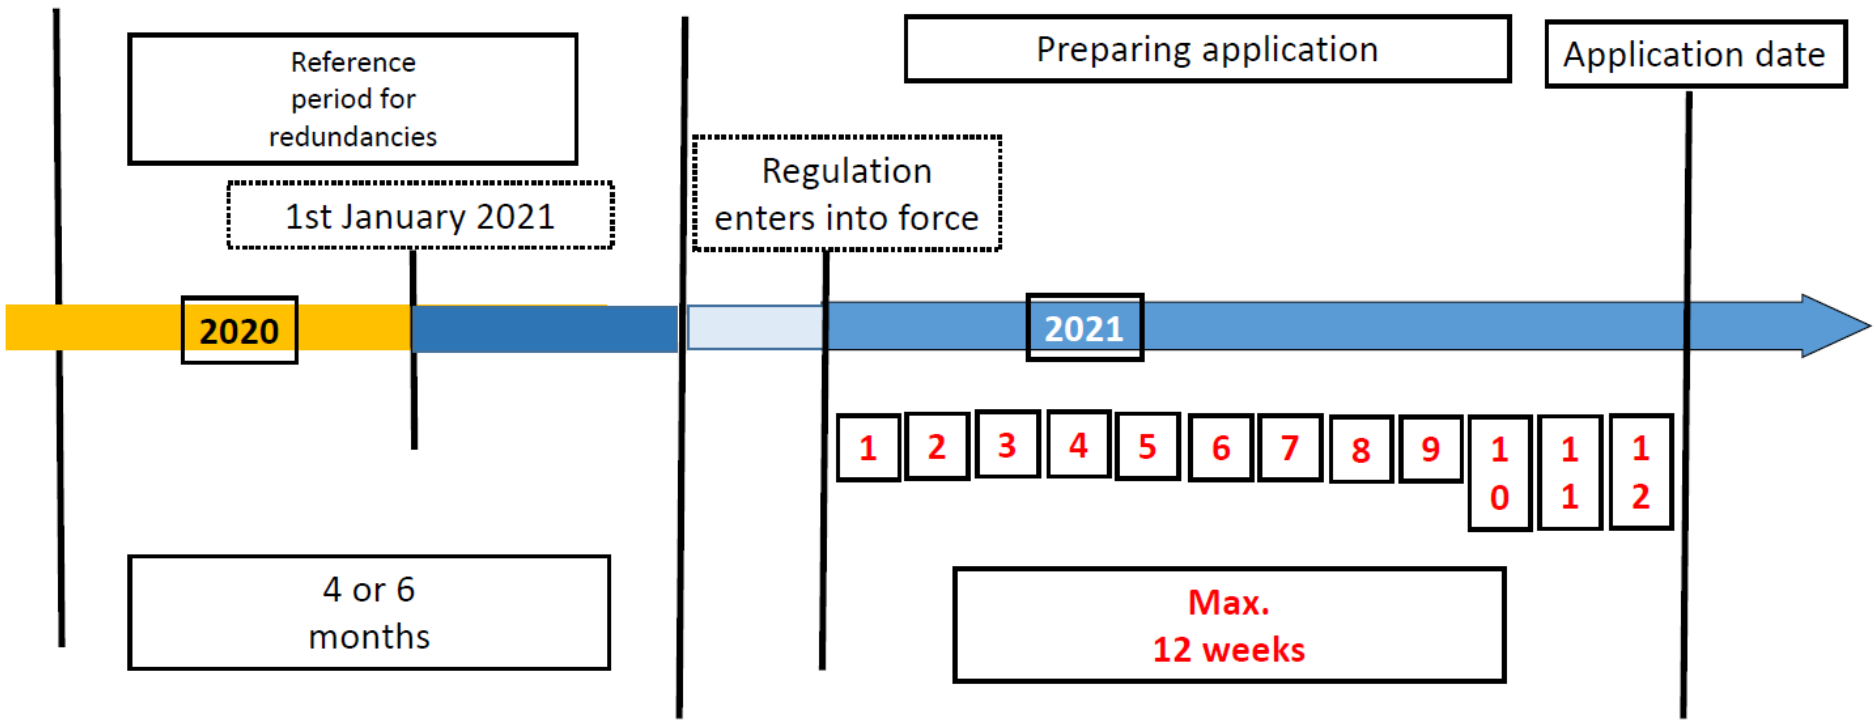 Reference
period for
redundancies
Preparing application
Application date
1st January 2021
Regulation
enters into force
2020
2021
1
2
3
4
5
6
7
8
9
1
0
1
1
1
2
4 or 6
months
Max.
12 weeks